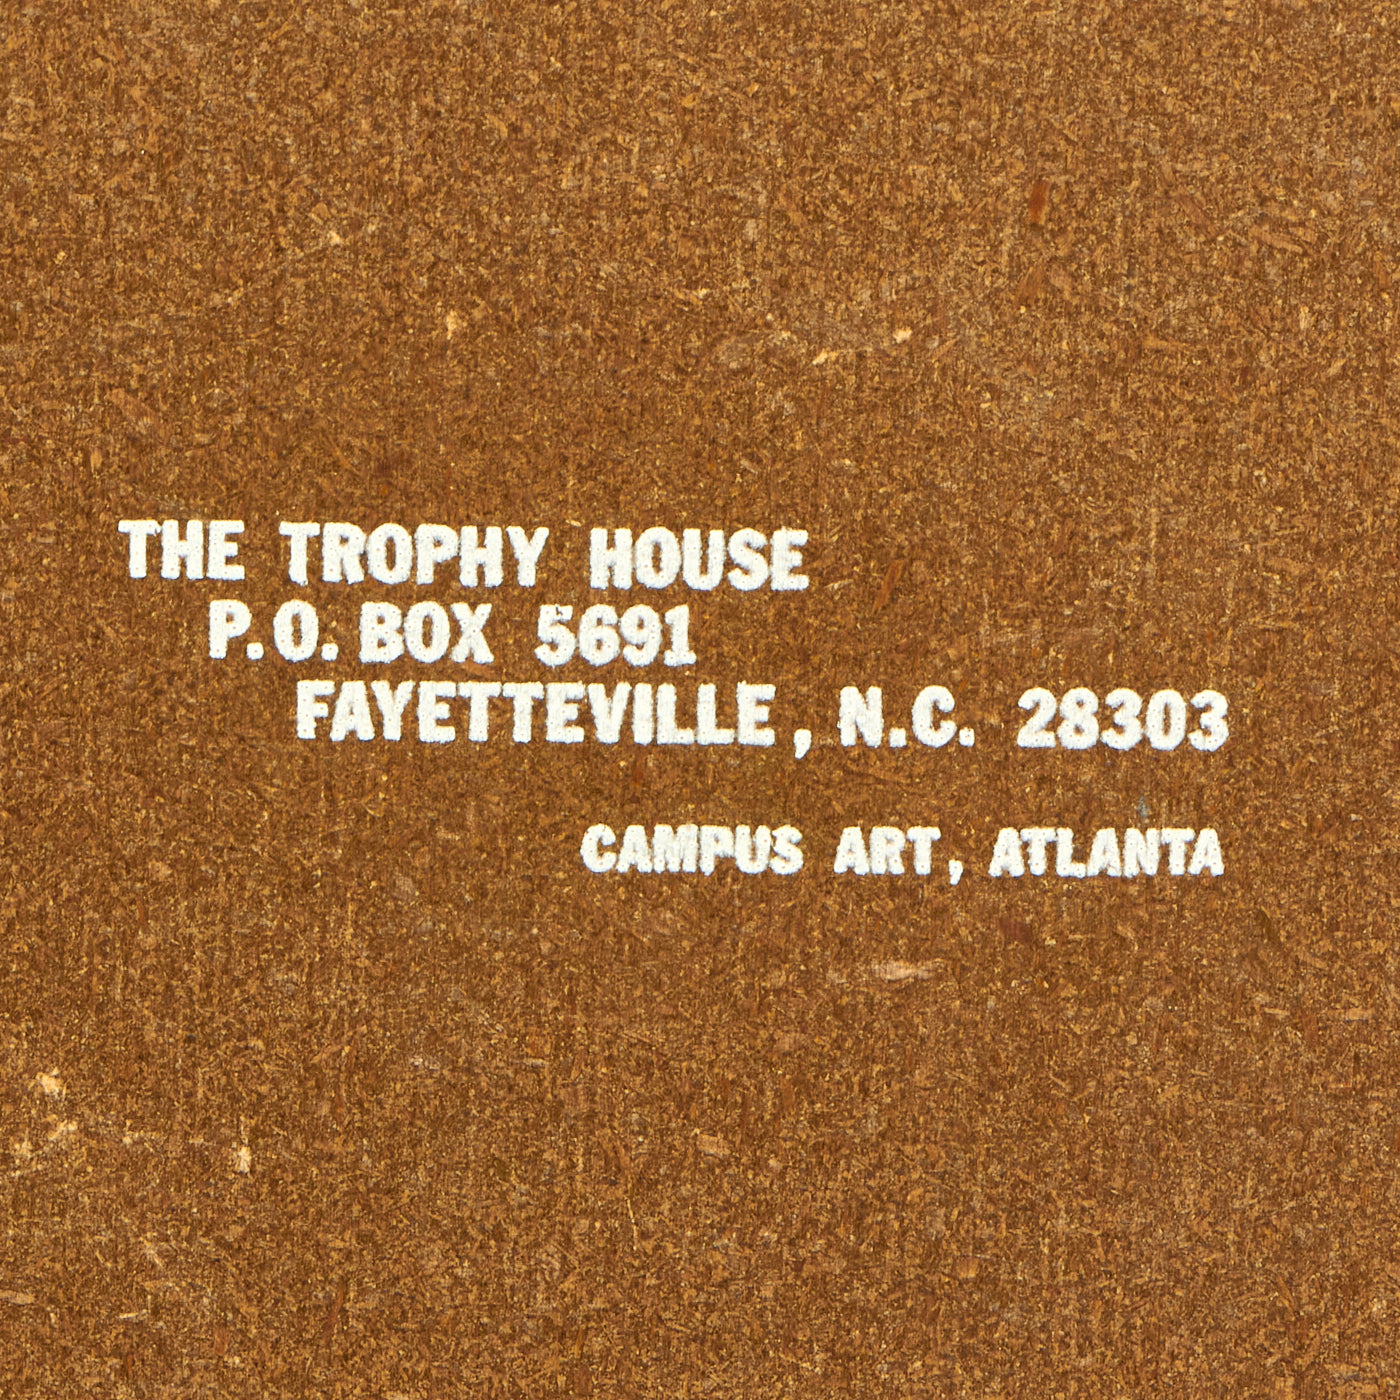 THE TROPHY HOUSE
P.O. BOX 5691
FAYETTEVILLE, N.C. 28303
CAMPUS ART, ATLANTA